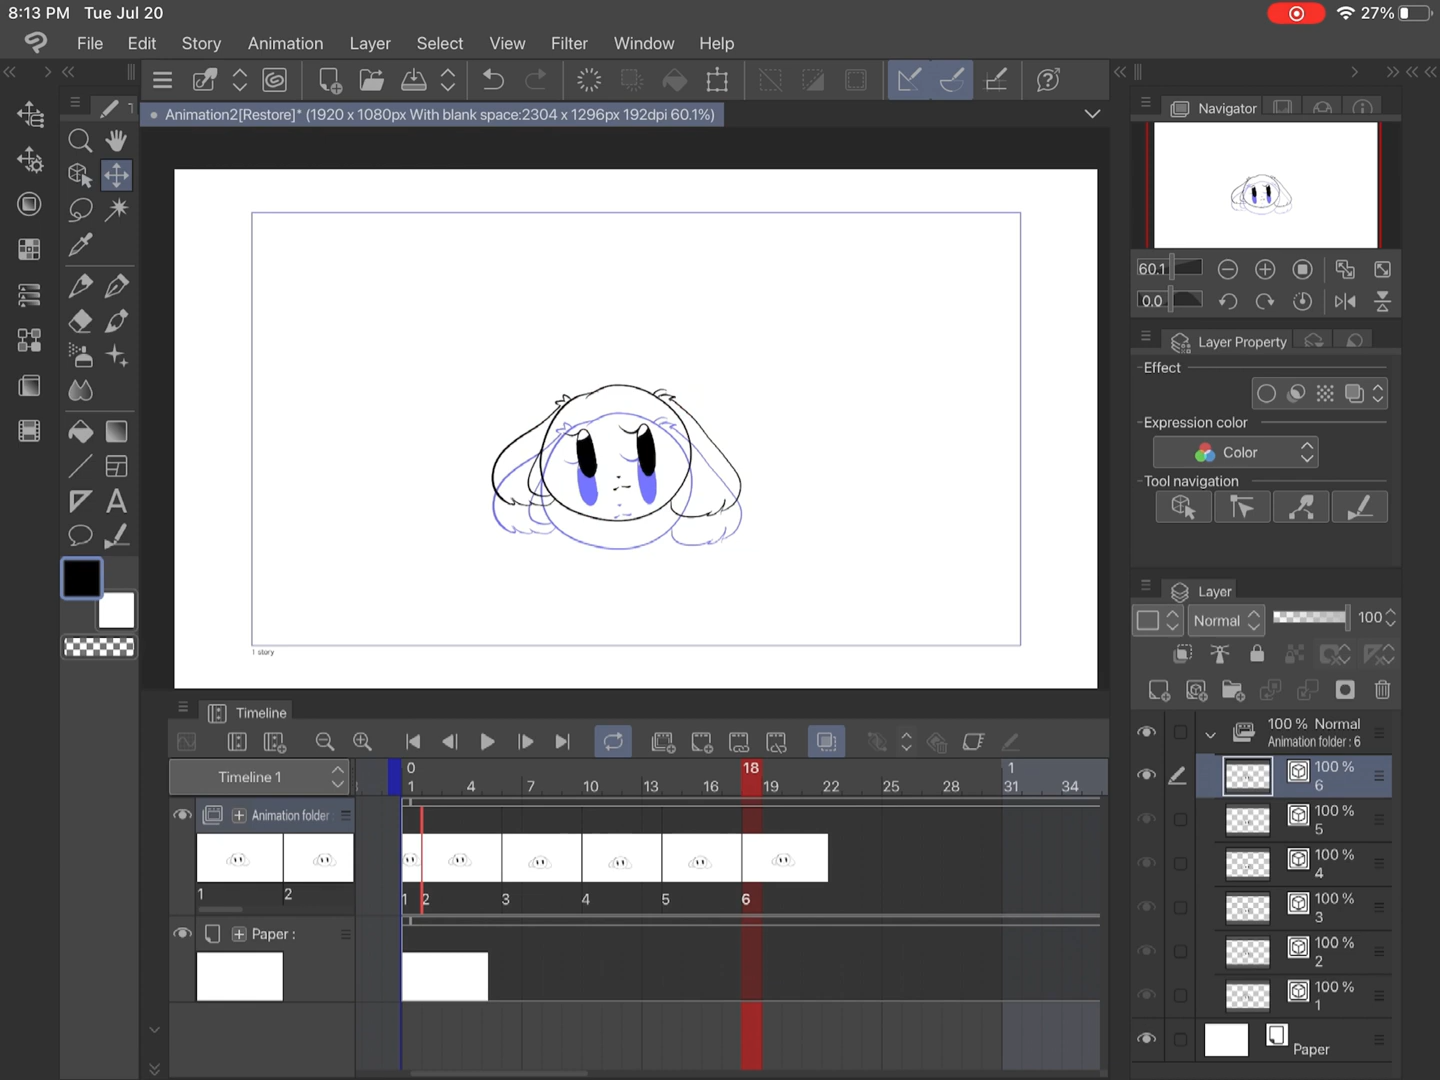 8:13 PM Tue Jul 20
27%
File Edit Story Animation Layer Select View Filter Window Help
Animation2[Restore]* (1920 x 1080px With blank space:2304 x 1296px 192dpi 60.1%)
Navigator
60.1
0.0
Layer Property
Effect
Expression color
Color
Tool navigation
A
1 story
Layer
Normal 100
100 % Normal
Animation folder : 6
100 %
6
100 %
5
100 %
4
100 %
3
100 %
2
100 %
1
Paper
Timeline
Timeline 1
0 18 1
1 4 7 10 13 16 19 22 25 28 31 34
Animation folder
1 2 1 2 3 4 5 6
Paper :